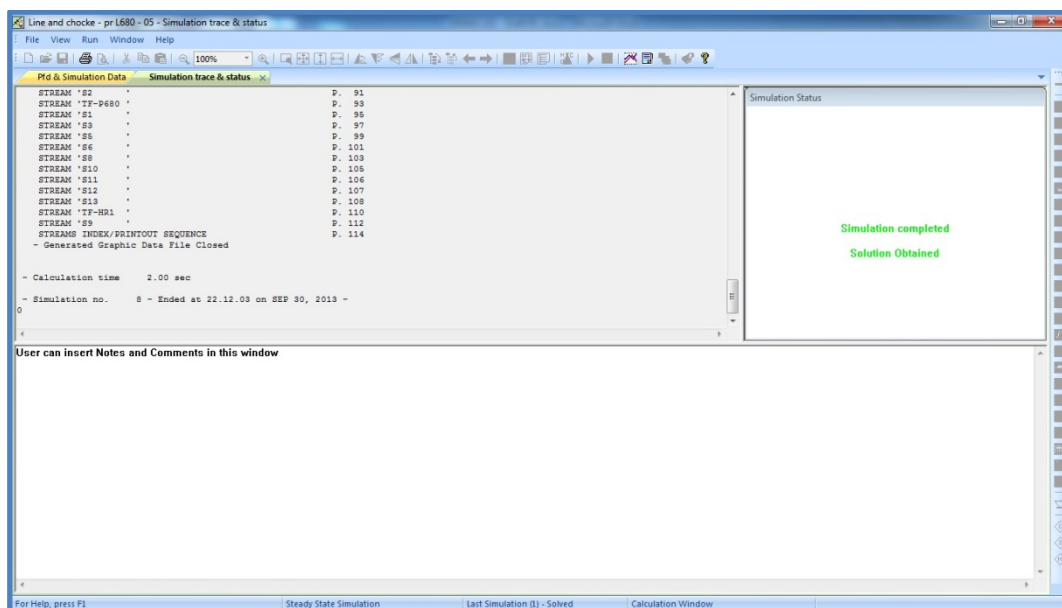 Line and chocke - pr L680 - 05 - Simulation trace & status
File View Run Window Help
100%
Pfd & Simulation Data Simulation trace & status
STREAM 'S2 ' P. 91
STREAM 'TF-P680 ' P. 93
STREAM 'S1 ' P. 95
STREAM 'S3 ' P. 97
STREAM 'S5 ' P. 99
STREAM 'S6 ' P. 101
STREAM 'S8 ' P. 103
STREAM 'S10 ' P. 105
STREAM 'S11 ' P. 106
STREAM 'S12 ' P. 107
STREAM 'S13 ' P. 108
STREAM 'TF-HR1 ' P. 110
STREAM 'S9 ' P. 112
STREAMS INDEX/PRINTOUT SEQUENCE P. 114
- Generated Graphic Data File Closed
- Calculation time 2.00 sec
- Simulation no. 8 - Ended at 22.12.03 on SEP 30, 2013 -
0
Simulation Status
Simulation completed
Solution Obtained
User can insert Notes and Comments in this window
For Help, press F1 Steady State Simulation Last Simulation (1) - Solved Calculation Window